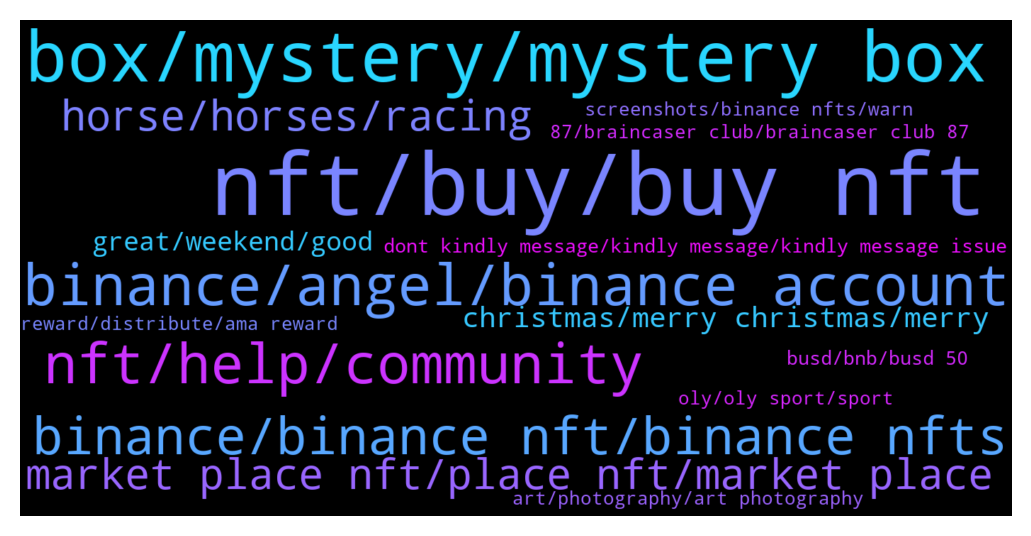 box/mystery/mystery box
horse/horses/racing
screenshots/binance nfts/warn
87/braincaser club/braincaser club 87
nft/buy/buy nft
great/weekend/good
dont kindly message/kindly message/kindly message issue
binance/angel/binance account
reward/distribute/ama reward
christmas/merry christmas/merry
nft/help/community
busd/bnb/busd 50
oly/oly sport/sport
binance/binance nft/binance nfts
market place nft/place nft/market place
art/photography/art photography